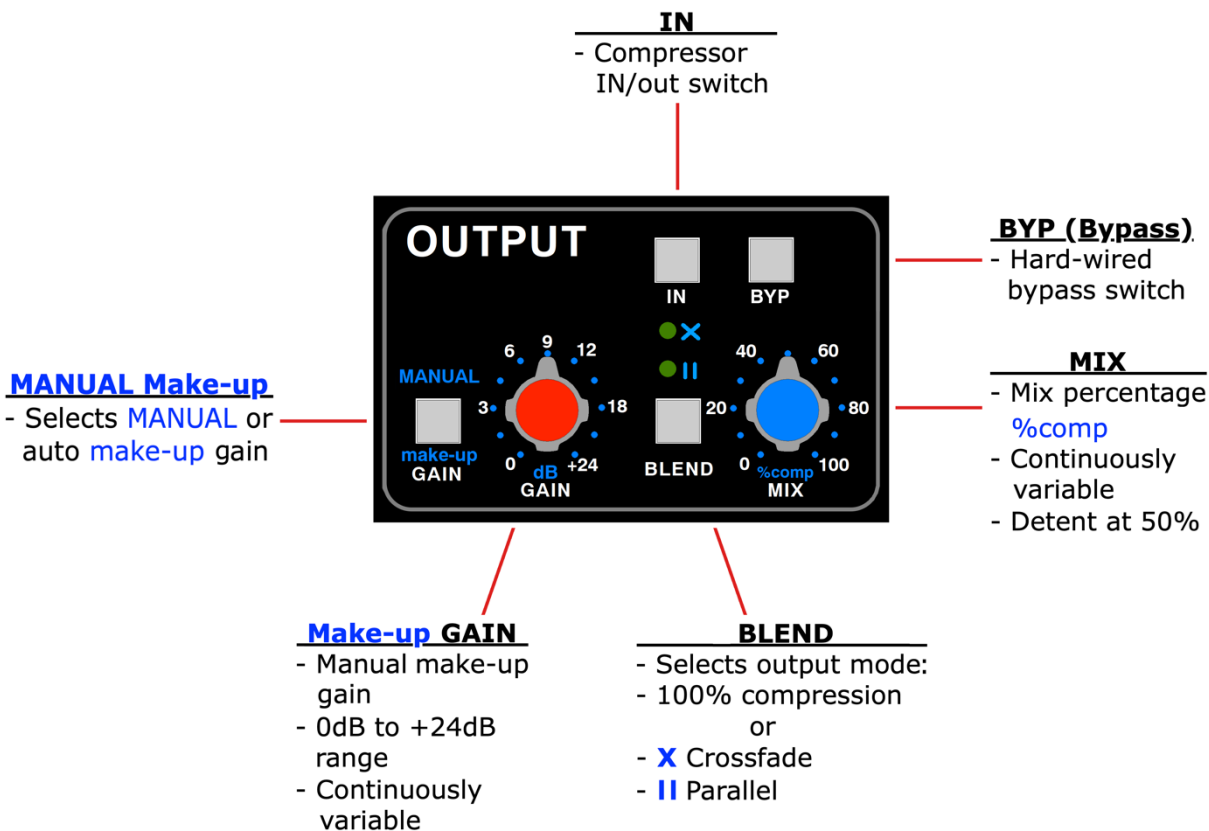 IN
- Compressor
IN/out switch
BYP (Bypass)
- Hard-wired
bypass switch
MIX
- Mix percentage
%comp
- Continuously
variable
- Detent at 50%
MANUAL Make-up
- Selects MANUAL or
auto make-up gain
OUTPUT
IN
BYP
X
II
MANUAL
make-up
GAIN
0
3
6
9
12
18
+24
dB
GAIN
BLEND
0
20
40
60
80
100
%comp
MIX
Make-up GAIN
- Manual make-up
gain
- 0dB to +24dB
range
- Continuously
variable
BLEND
- Selects output mode:
- 100% compression
or
- X Crossfade
- II Parallel